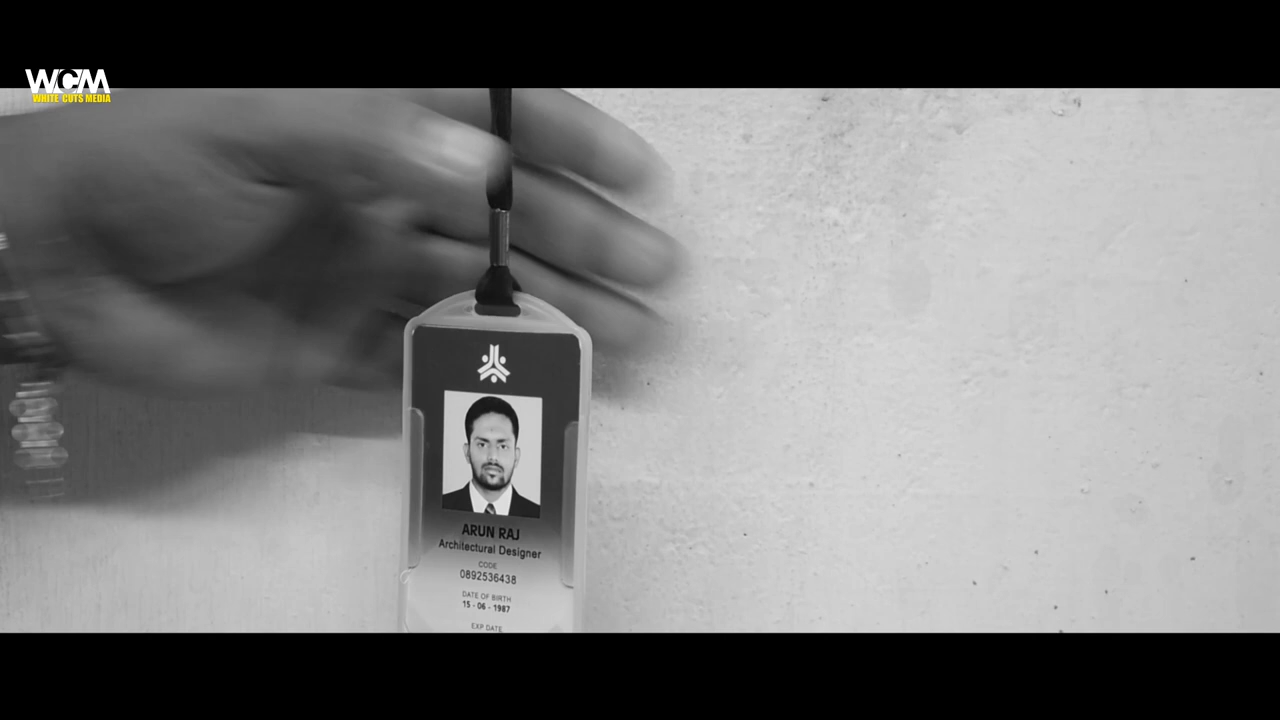 WCM
WHITE CUTS MEDIA
ARUN RAJ
Architectural Designer
CODE
0892536438
DATE OF BIRTH
15 - 06 - 1987
EXP DATE